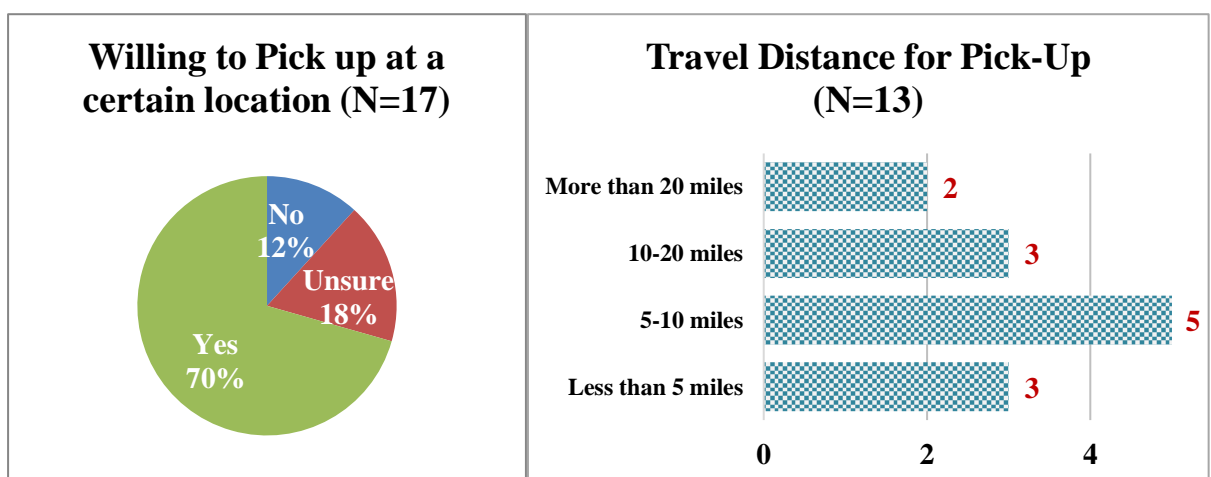 Willing to Pick up at a
certain location (N=17)
No
12%
Unsure
18%
Yes
70%
Travel Distance for Pick-Up
(N=13)
More than 20 miles
2
10-20 miles
3
5-10 miles
5
Less than 5 miles
3
0 2 4